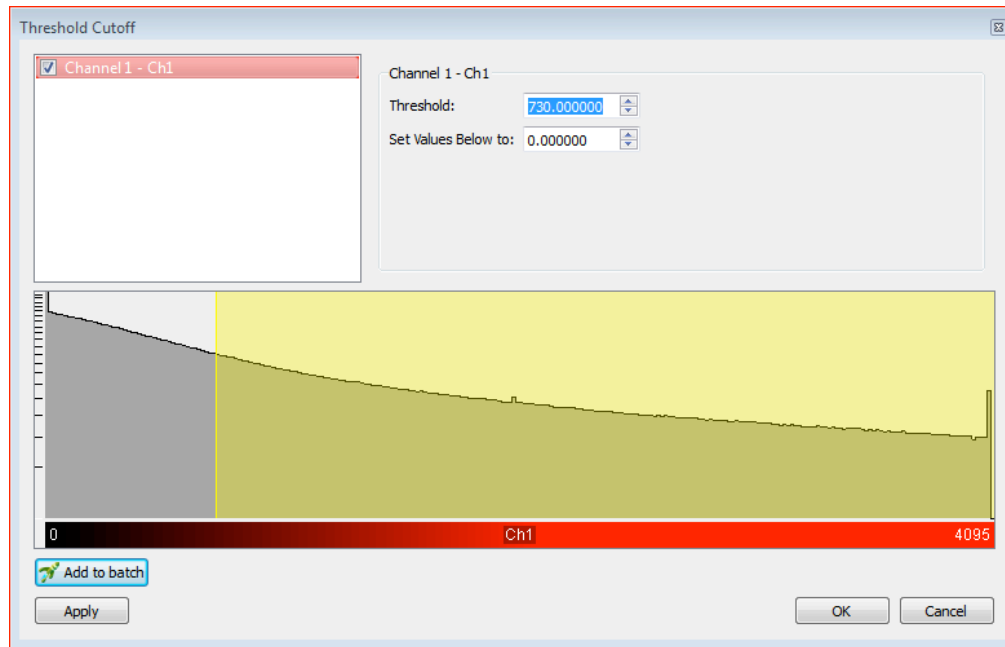 Threshold Cutoff
Channel 1 - Ch1
Channel 1 - Ch1
Threshold: 730.000000
Set Values Below to: 0.000000
0 Ch1 4095
Add to batch
Apply OK Cancel